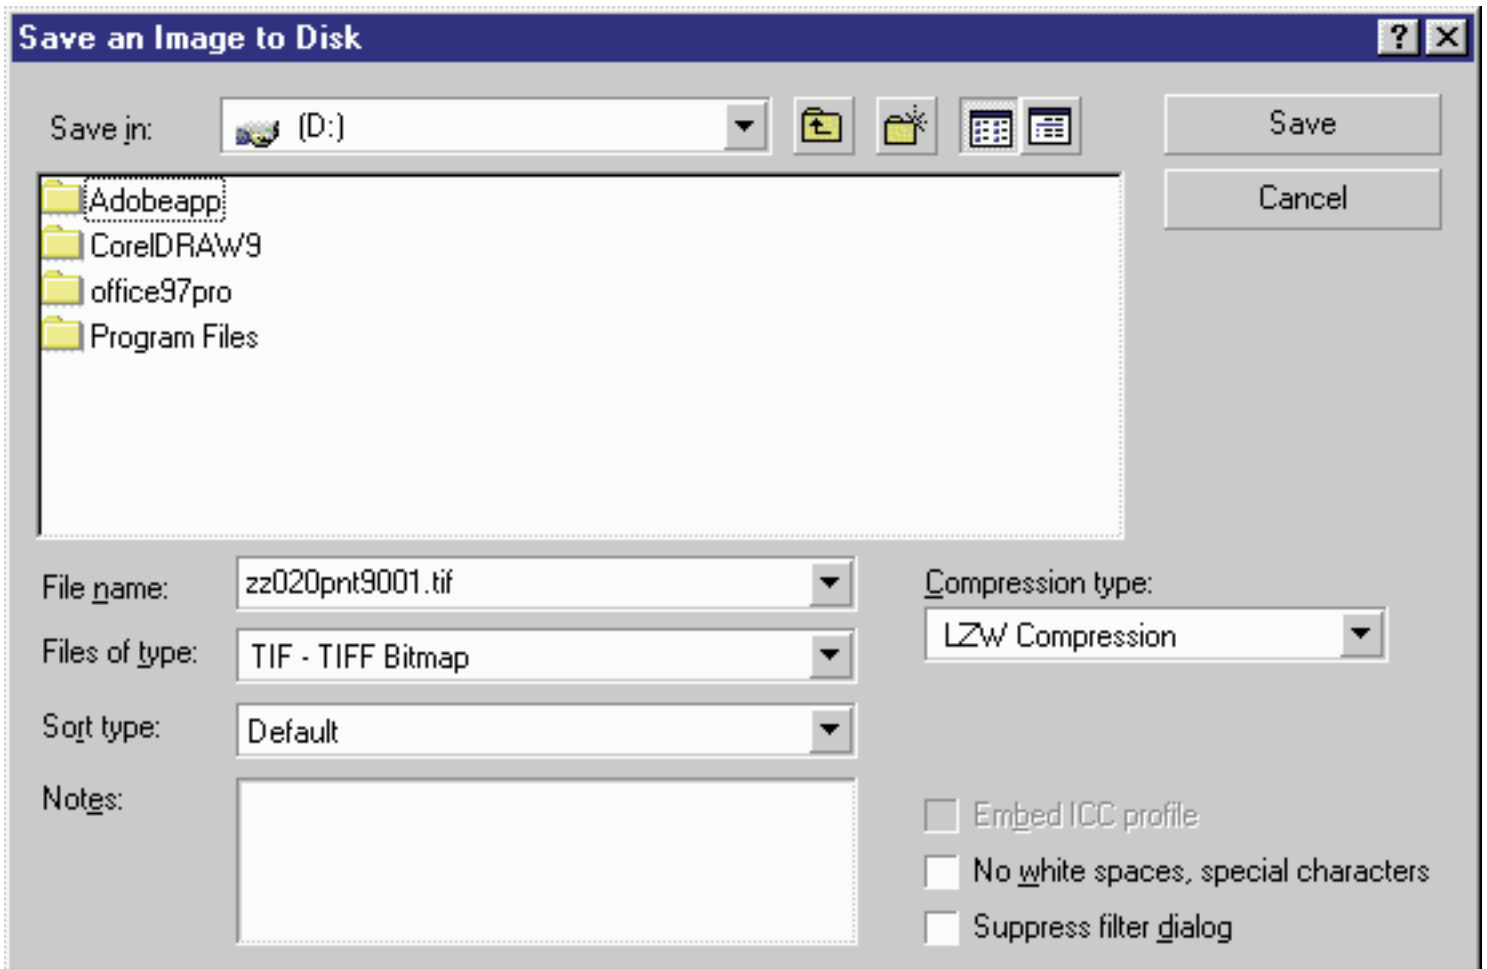 Save an Image to Disk
Save in: (D:) Save
Adobeapp Cancel
CorelDRAW9
office97pro
Program Files
File name: zz020pnt9001.tif Compression type:
LZW Compression
Files of type: TIF - TIFF Bitmap
Sort type: Default
Notes:
Embed ICC profile
No white spaces, special characters
Suppress filter dialog